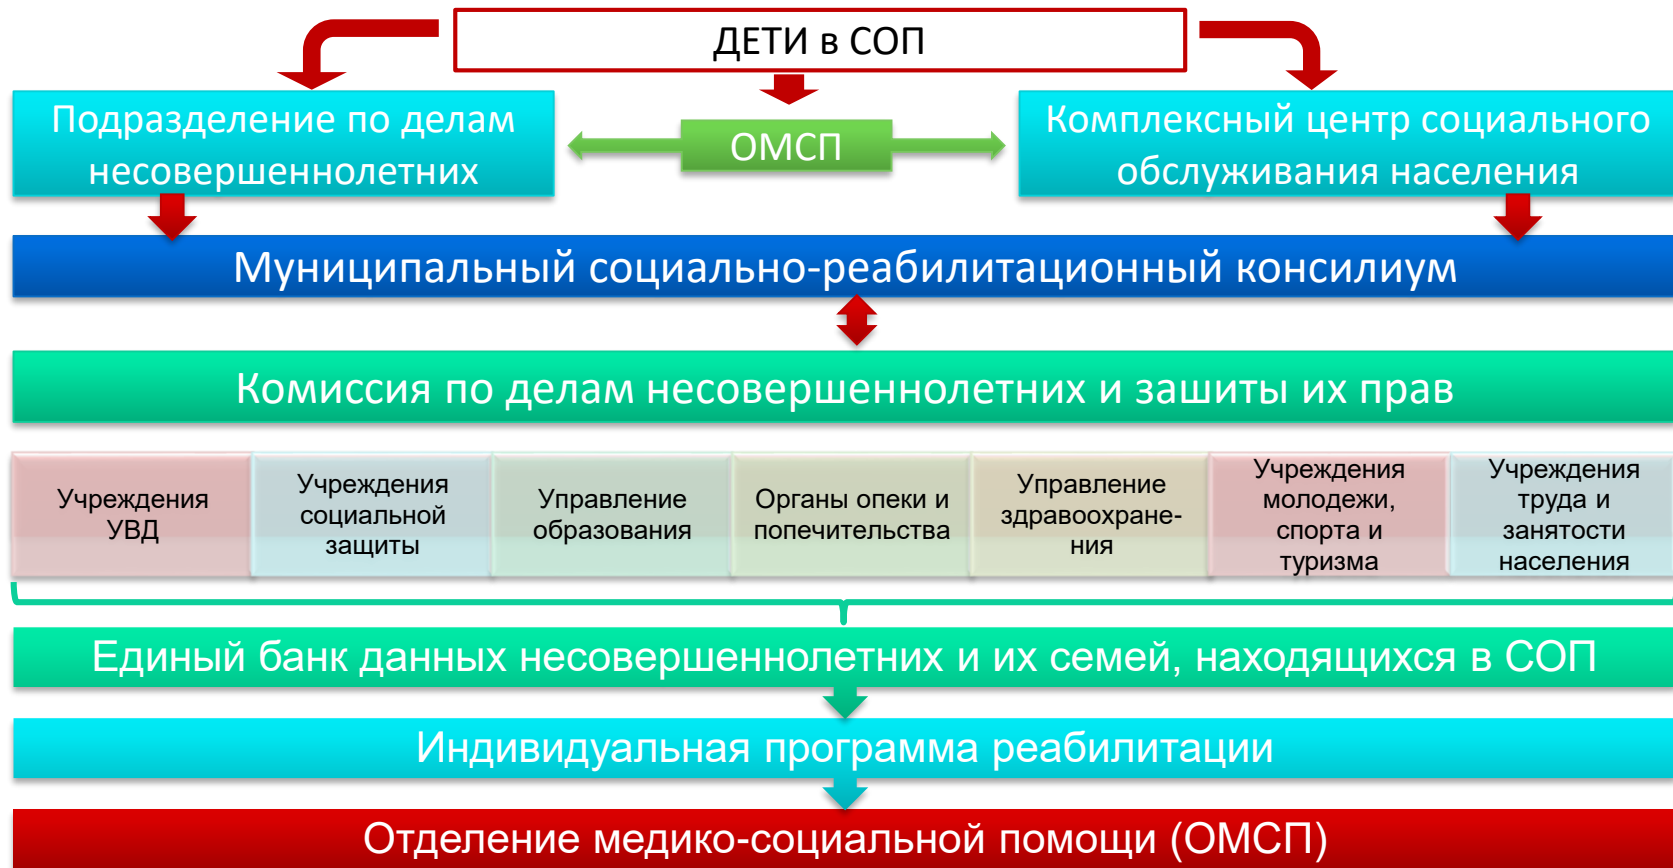 ДЕТИ в СОП
Подразделение по делам
несовершеннолетних
ОМСП
Комплексный центр социального
обслуживания населения
Муниципальный социально-реабилитационный консилиум
Комиссия по делам несовершеннолетних и зашиты их прав
Учреждения
УВД
Учреждения
социальной
защиты
Управление
образования
Органы опеки и
попечительства
Управление
здравоохране-
ния
Учреждения
молодежи,
спорта и
туризма
Учреждения
труда и
занятости
населения
Единый банк данных несовершеннолетних и их семей, находящихся в СОП
Индивидуальная программа реабилитации
Отделение медико-социальной помощи (ОМСП)